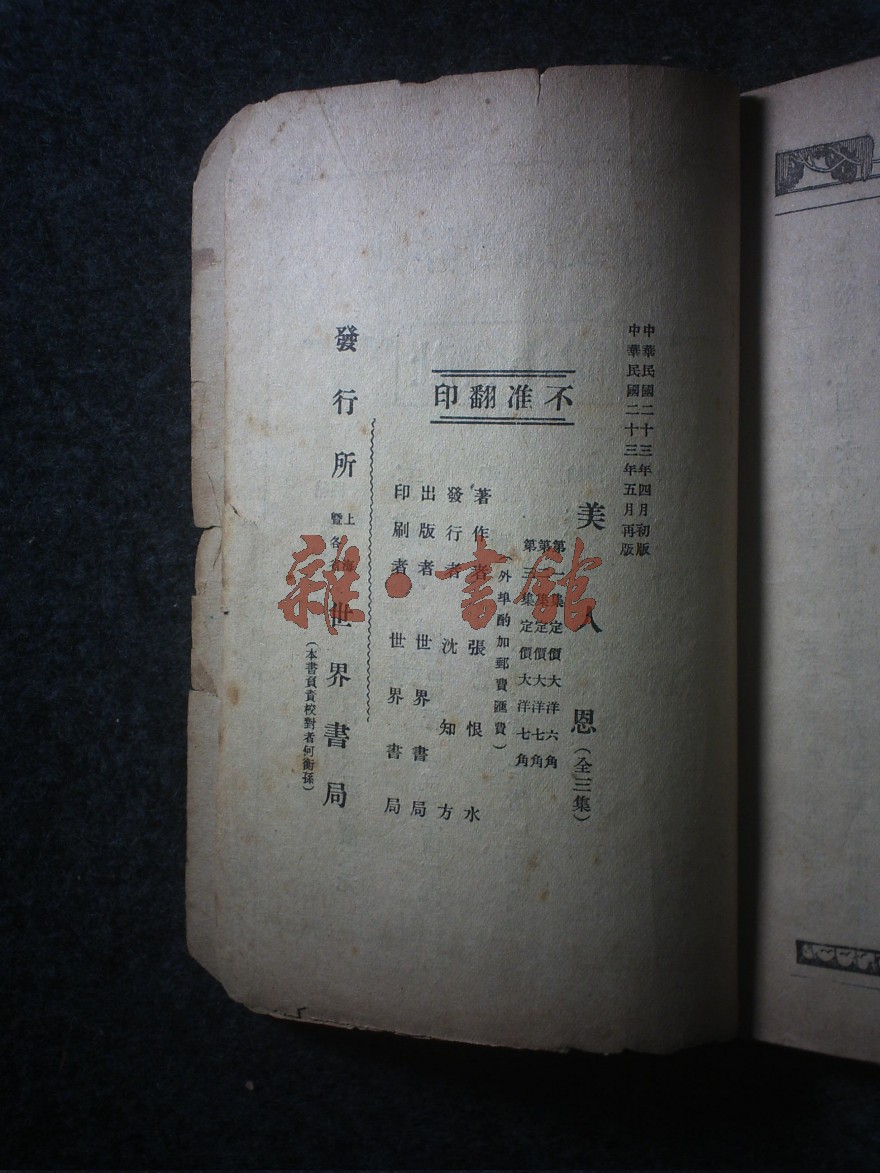 中華民國二十三年四月初版
中華民國二十三年五月再版
美人恩（全三集）
第一集定價大洋六角
第二集定價大洋七角
第三集定價大洋七角
（外埠酌加郵費匯費）
不准翻印
著作者 張恨水
發行者 沈知方
出版者 世界書局
印刷者 世界書局
發行所 上海暨各省 世界書局
（本書負責校對者何衡孫）
雜·書館